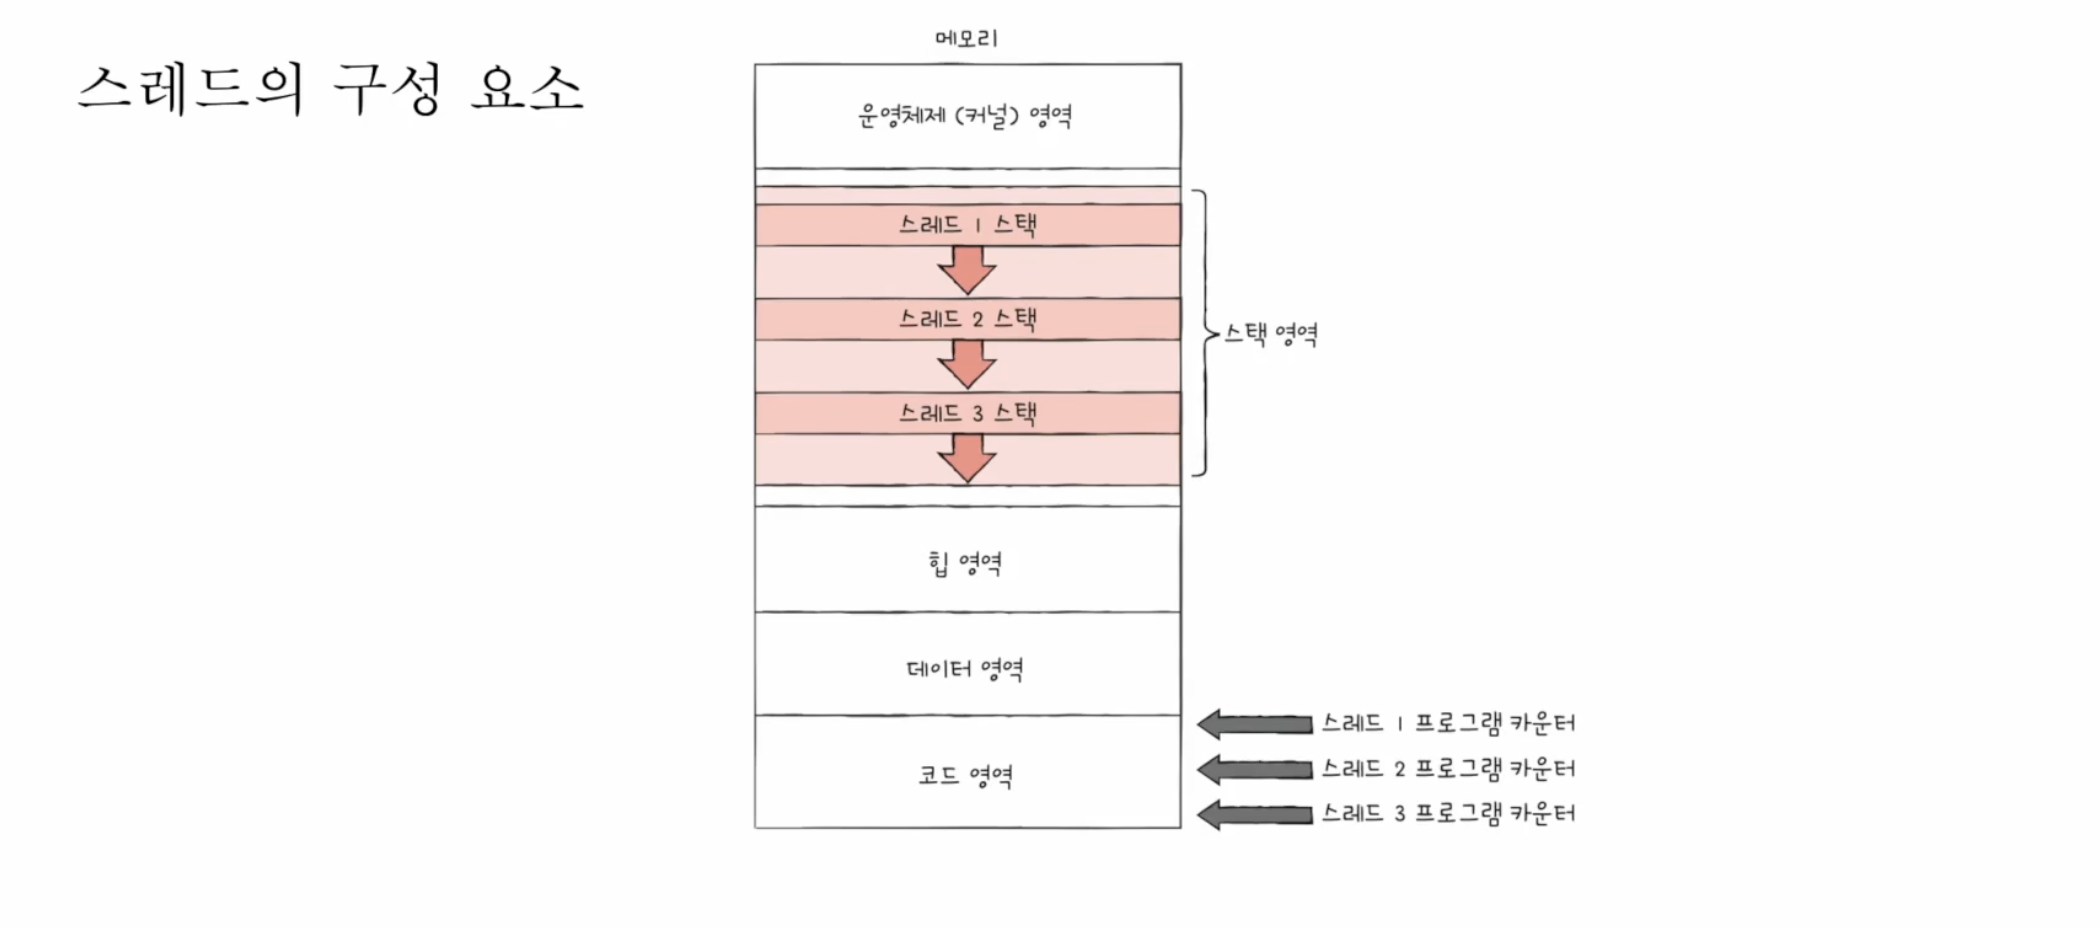 스레드의 구성 요소
메모리
운영체제 (커널) 영역
스레드 1 스택
스레드 2 스택
스레드 3 스택
스택 영역
힙 영역
데이터 영역
코드 영역
스레드 1 프로그램 카운터
스레드 2 프로그램 카운터
스레드 3 프로그램 카운터